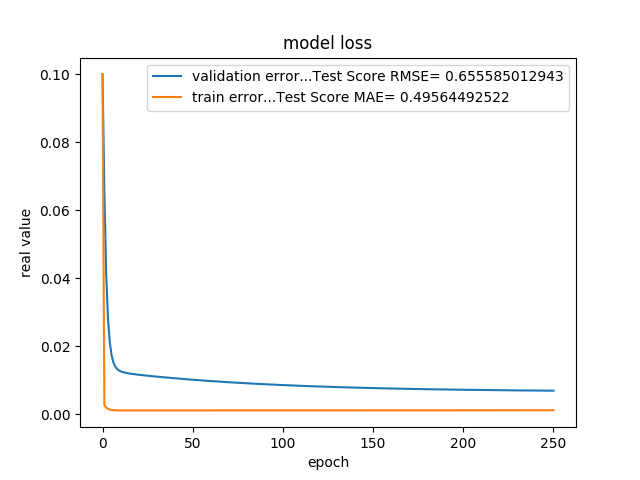 model loss
validation error...Test Score RMSE= 0.655585012943
train error...Test Score MAE= 0.49564492522
real value
0.10
0.08
0.06
0.04
0.02
0.00
0 50 100 150 200 250
epoch